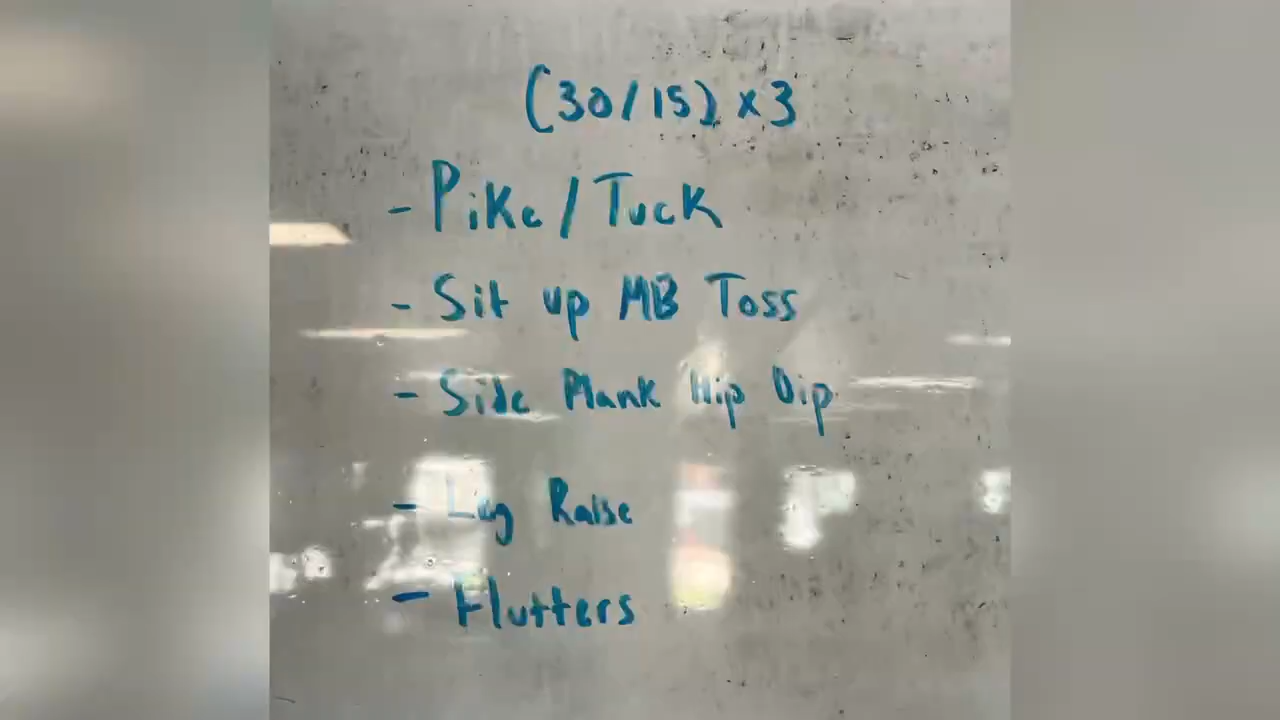 (30/15) x3
- Pike/Tuck
- Sit up MB Toss
- Side Plank Hip Dip
- Leg Raise
- Flutters